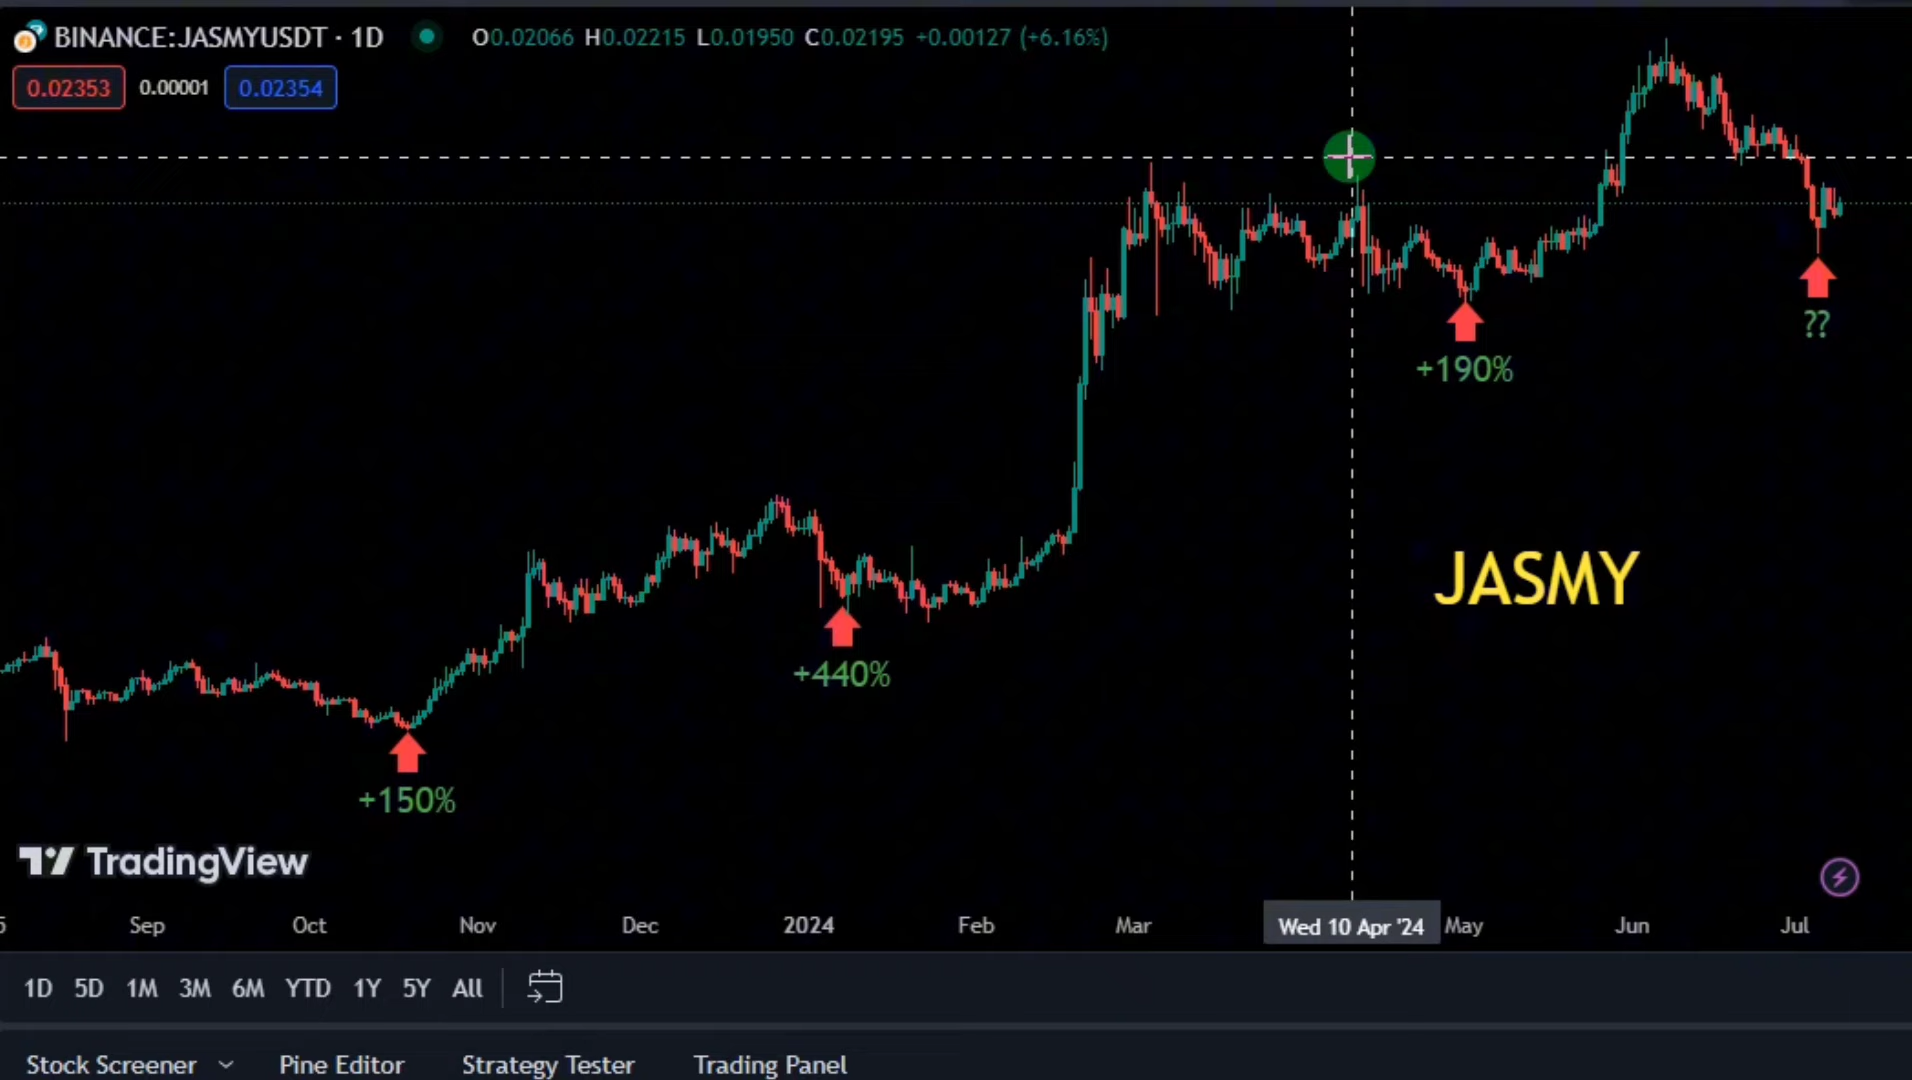 BINANCE:JASMYUSDT · 1D O0.02066 H0.02215 L0.01950 C0.02195 +0.00127 (+6.16%)
0.02353 0.00001 0.02354
??
+190%
JASMY
+440%
+150%
TradingView
Sep Oct Nov Dec 2024 Feb Mar Wed 10 Apr '24 May Jun Jul
1D 5D 1M 3M 6M YTD 1Y 5Y All
Stock Screener Pine Editor Strategy Tester Trading Panel